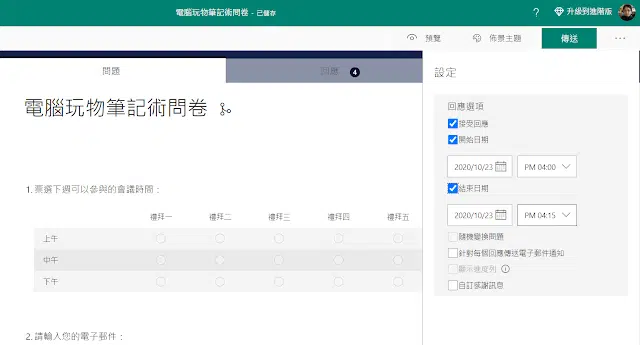 電腦玩物筆記術問卷 - 已儲存
? 升級到進階版
預覽 佈景主題 傳送 ...
問題 回應 4
電腦玩物筆記術問卷
1. 票選下週可以參與的會議時間：
禮拜一 禮拜二 禮拜三 禮拜四 禮拜五
上午
中午
下午
2. 請輸入您的電子郵件：
設定
回應選項
接受回應
開始日期
2020/10/23 PM 04:00
結束日期
2020/10/23 PM 04:15
隨機變換問題
針對每個回應傳送電子郵件通知
顯示進度列
自訂感謝訊息